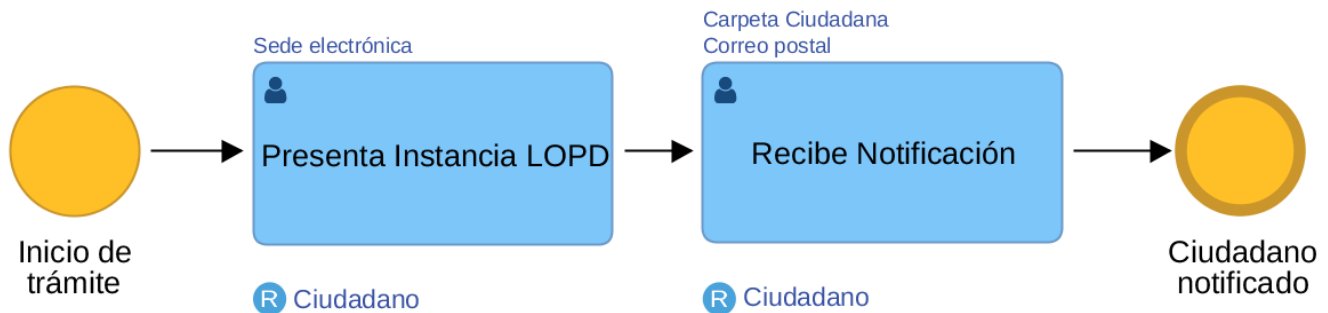 Sede electrónica
Carpeta Ciudadana
Correo postal
Presenta Instancia LOPD
Recibe Notificación
Inicio de
trámite
Ciudadano
notificado
R Ciudadano
R Ciudadano